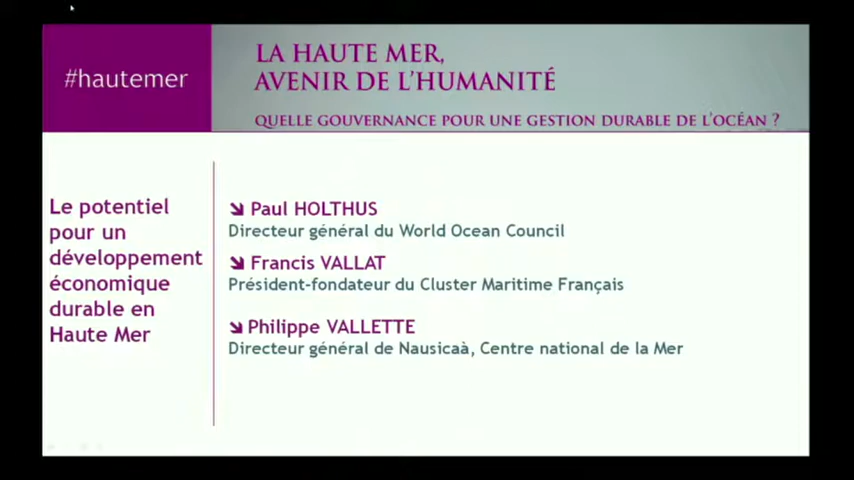 #hautemer
LA HAUTE MER,
AVENIR DE L'HUMANITÉ
QUELLE GOUVERNANCE POUR UNE GESTION DURABLE DE L'OCÉAN ?
Le potentiel
pour un
développement
économique
durable en
Haute Mer
Paul HOLTHUS
Directeur général du World Ocean Council
Francis VALLAT
Président-fondateur du Cluster Maritime Français
Philippe VALLETTE
Directeur général de Nausicaà, Centre national de la Mer